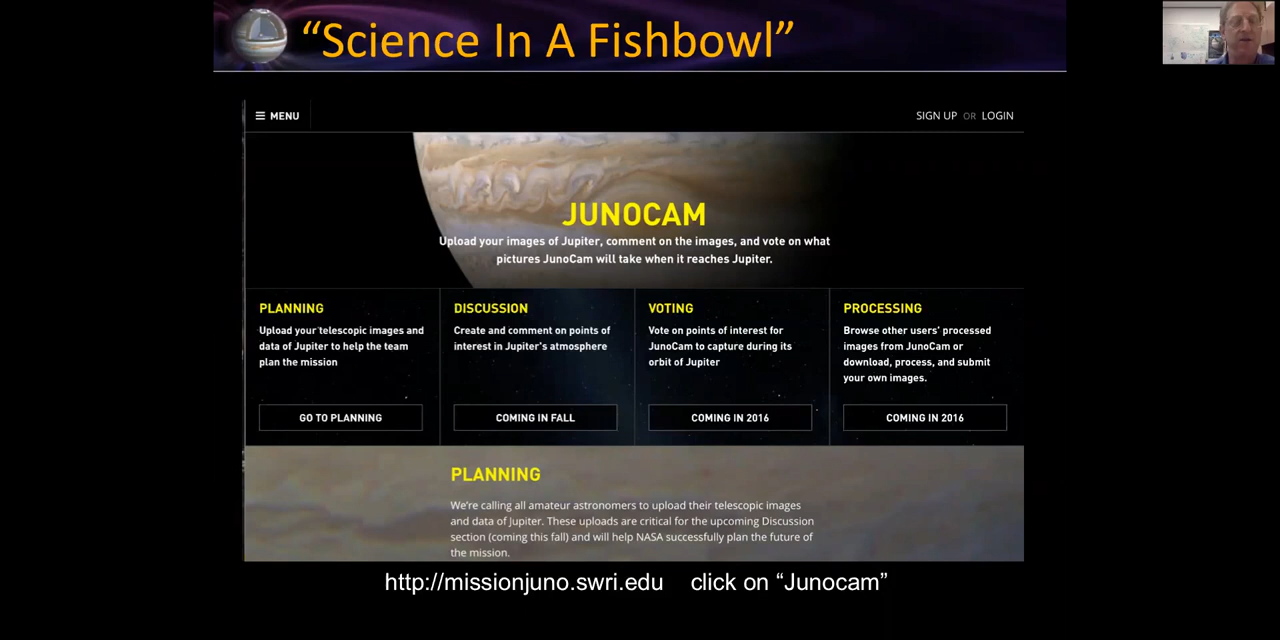 “Science In A Fishbowl”
☰ MENU
SIGN UP OR LOGIN
JUNOCAM
Upload your images of Jupiter, comment on the images, and vote on what
pictures JunoCam will take when it reaches Jupiter.
PLANNING
Upload your telescopic images and
data of Jupiter to help the team
plan the mission
GO TO PLANNING
DISCUSSION
Create and comment on points of
interest in Jupiter's atmosphere
COMING IN FALL
VOTING
Vote on points of interest for
JunoCam to capture during its
orbit of Jupiter
COMING IN 2016
PROCESSING
Browse other users' processed
images from JunoCam or
download, process, and submit
your own images.
COMING IN 2016
PLANNING
We're calling all amateur astronomers to upload their telescopic images
and data of Jupiter. These uploads are critical for the upcoming Discussion
section (coming this fall) and will help NASA successfully plan the future of
the mission.
http://missionjuno.swri.edu click on “Junocam”